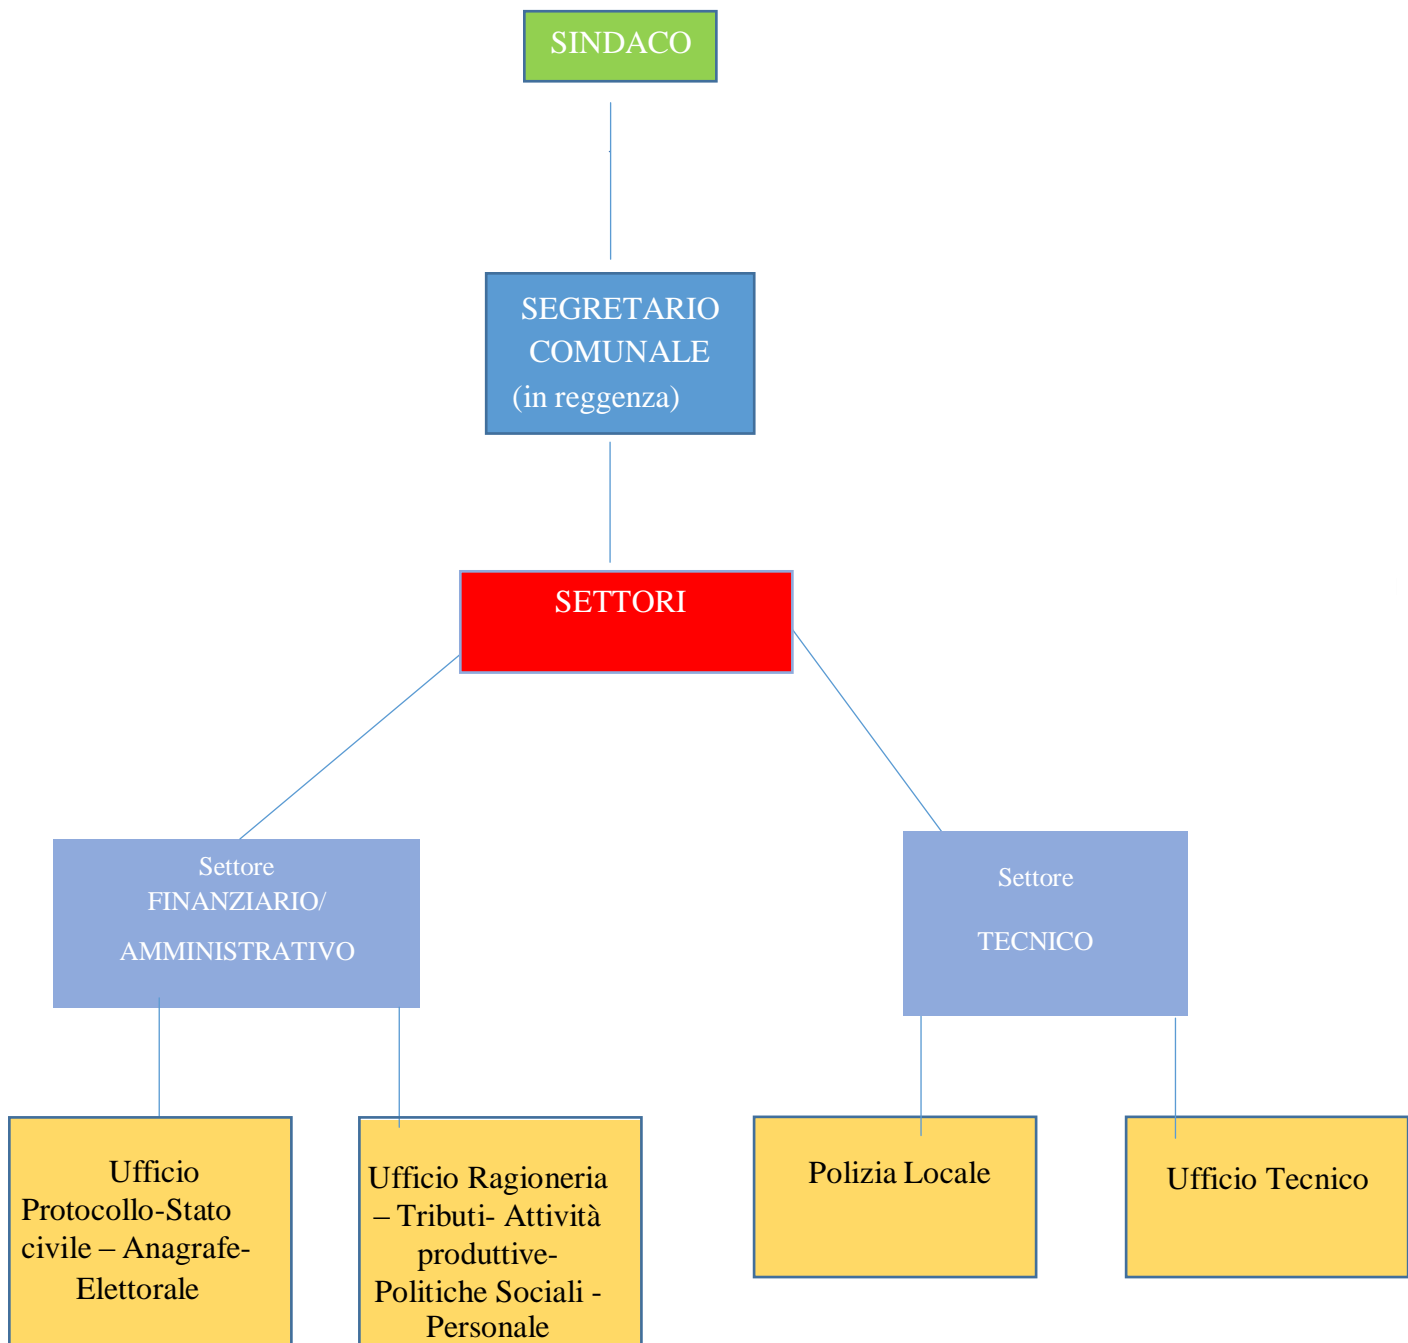 SINDACO
SEGRETARIO
COMUNALE
(in reggenza)
SETTORI
Settore
FINANZIARIO/
AMMINISTRATIVO
Settore
TECNICO
Ufficio
Protocollo-Stato
civile – Anagrafe-
Elettorale
Ufficio Ragioneria
– Tributi- Attività
produttive-
Politiche Sociali -
Personale
Polizia Locale
Ufficio Tecnico